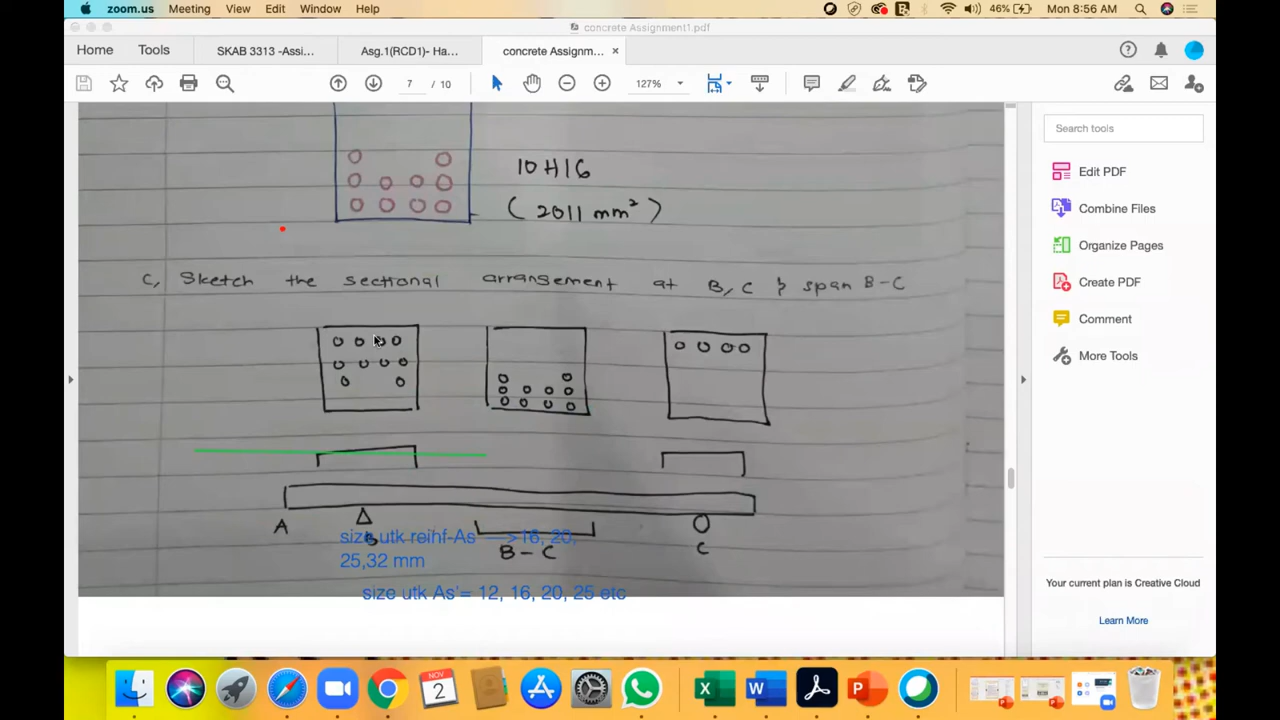 zoom.us Meeting View Edit Window Help 46% Mon 8:56 AM
concrete Assignment1.pdf
Home Tools SKAB 3313 -Assi... Asg.1(RCD1)- Ha... concrete Assignm... ×
7 / 10 127%
Search tools
Edit PDF
Combine Files
Organize Pages
Create PDF
Comment
More Tools
10 H16
( 2011 mm² )
C, Sketch the sectional arrangement at B, C & span B-C
A
B
B - C
C
size utk reihf-As --->16, 20,
25,32 mm
size utk As'= 12, 16, 20, 25 etc
Your current plan is Creative Cloud
Learn More
NOV
2